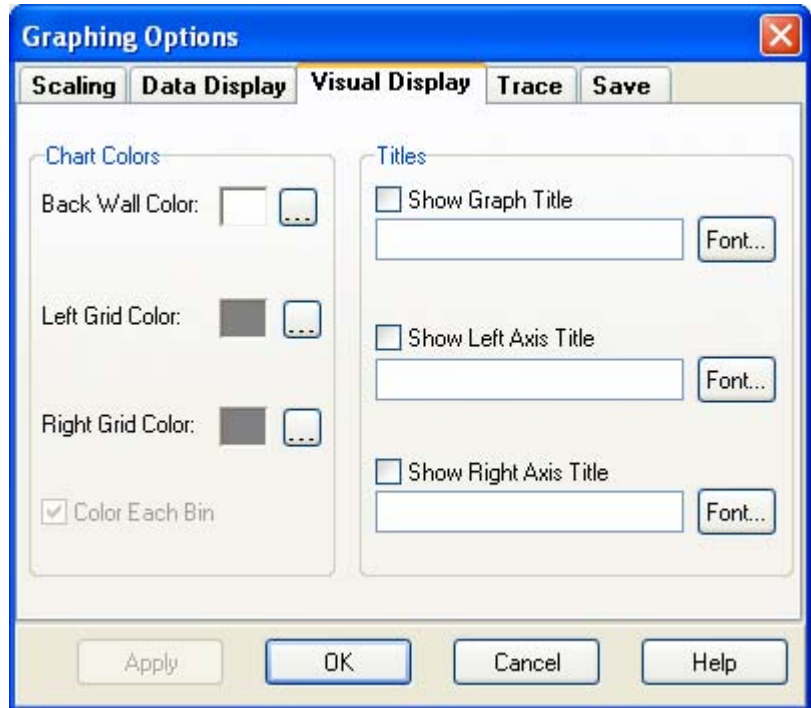 Graphing Options
Scaling Data Display Visual Display Trace Save
Chart Colors
Back Wall Color: ...
Left Grid Color: ...
Right Grid Color: ...
Color Each Bin
Titles
Show Graph Title
Font...
Show Left Axis Title
Font...
Show Right Axis Title
Font...
Apply OK Cancel Help